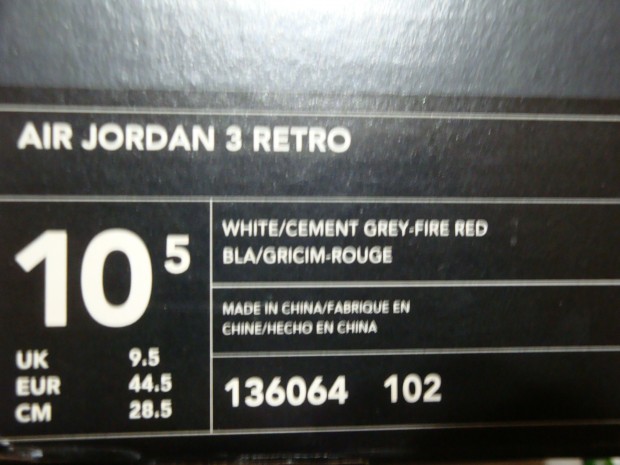 AIR JORDAN 3 RETRO
10 5
WHITE/CEMENT GREY-FIRE RED
BLA/GRICIM-ROUGE
MADE IN CHINA/FABRIQUE EN
CHINE/HECHO EN CHINA
UK 9.5
EUR 44.5
CM 28.5
136064 102